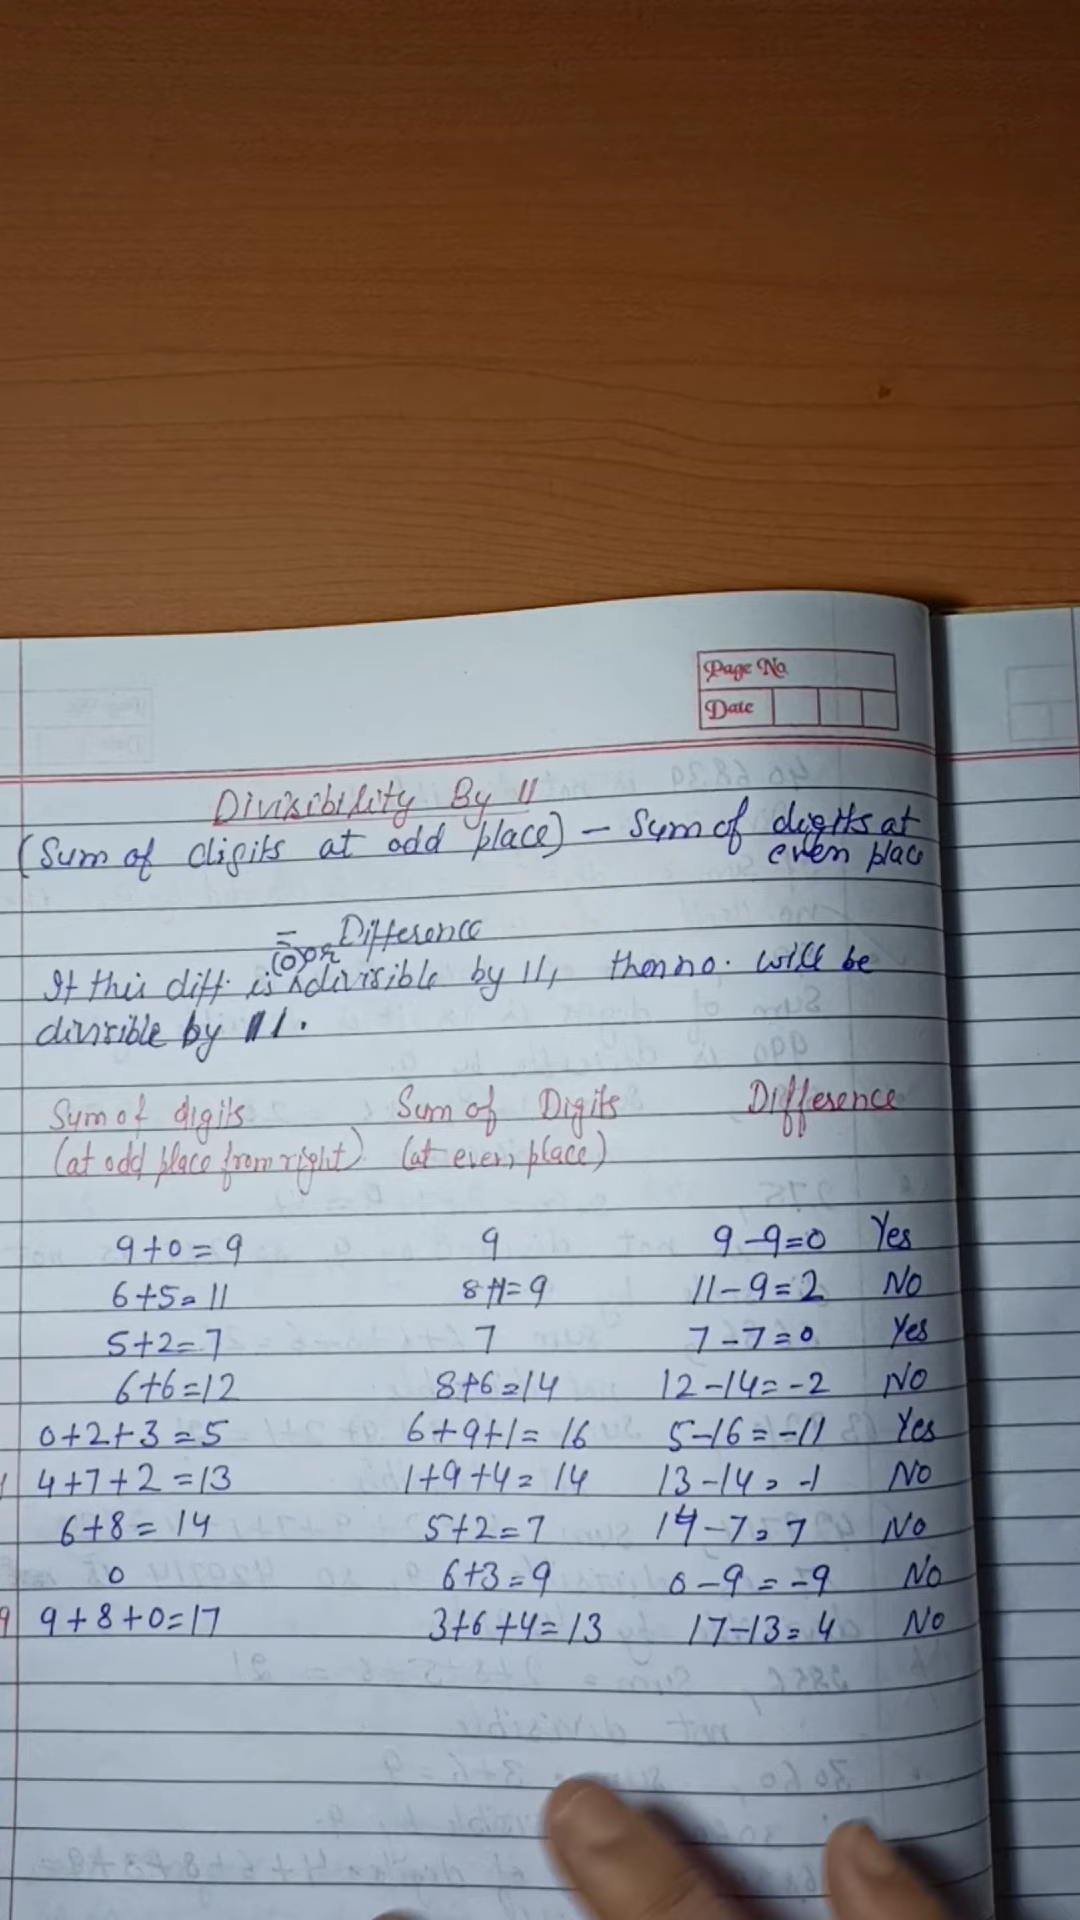 Page No.
Date
Divisibility By 11
(Sum of digits at odd place) - Sum of digits at
even plac
= Difference
(0) or
If this diff. is ^ divisible by 11, then no. will be
divisible by 11.
Sum of digits Sum of Digits Difference
(at odd place from right) (at even place)
9+0=9 9 9-9=0 Yes
6+5=11 8+1=9 11-9=2 No
5+2=7 7 7-7=0 Yes
6+6=12 8+6=14 12-14=-2 No
0+2+3=5 6+9+1=16 5-16=-11 Yes
4+7+2=13 1+9+4=14 13-14=-1 No
6+8=14 5+2=7 14-7=7 No
0 6+3=9 0-9=-9 No
9 9+8+0=17 3+6+4=13 17-13=4 No